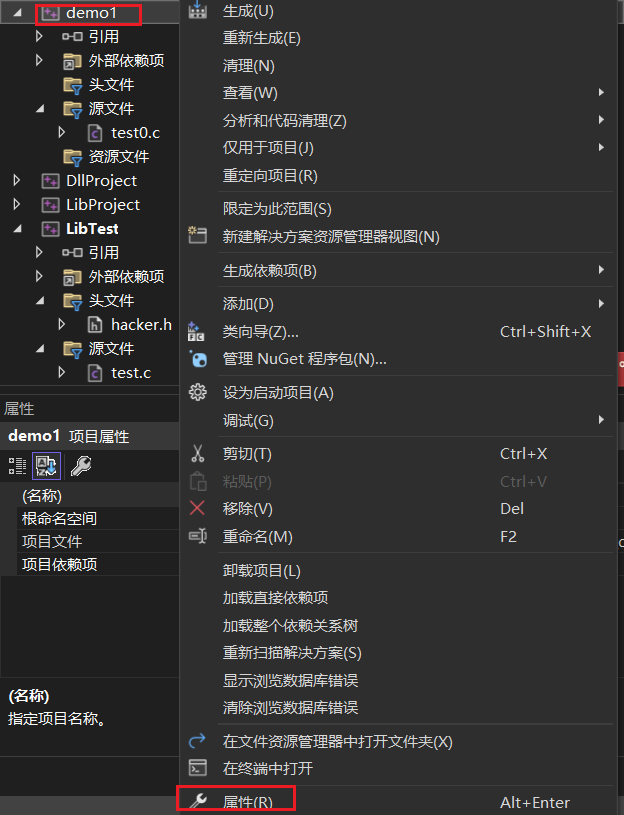 demo1
引用
外部依赖项
头文件
源文件
test0.c
资源文件
DllProject
LibProject
LibTest
引用
外部依赖项
头文件
hacker.h
源文件
test.c
属性
demo1 项目属性
(名称)
根命名空间
项目文件
项目依赖项
(名称)
指定项目名称。
生成(U)
重新生成(E)
清理(N)
查看(W)
分析和代码清理(Z)
仅用于项目(J)
重定向项目(R)
限定为此范围(S)
新建解决方案资源管理器视图(N)
生成依赖项(B)
添加(D)
类向导(Z)... Ctrl+Shift+X
管理 NuGet 程序包(N)...
设为启动项目(A)
调试(G)
剪切(T) Ctrl+X
粘贴(P) Ctrl+V
移除(V) Del
重命名(M) F2
卸载项目(L)
加载直接依赖项
加载整个依赖关系树
重新扫描解决方案(S)
显示浏览数据库错误
清除浏览数据库错误
在文件资源管理器中打开文件夹(X)
在终端中打开
属性(R) Alt+Enter